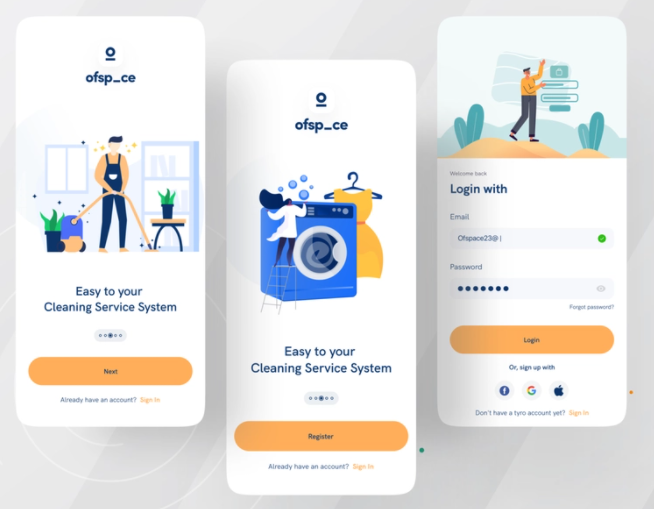 ofsp_ce
Easy to your
Cleaning Service System
Next
Already have an account? Sign In
ofsp_ce
Easy to your
Cleaning Service System
Register
Already have an account? Sign In
Welcome back
Login with
Email
Ofspace23@|
Password
Forgot password?
Login
Or, sign up with
Don't have a tyro account yet? Sign In